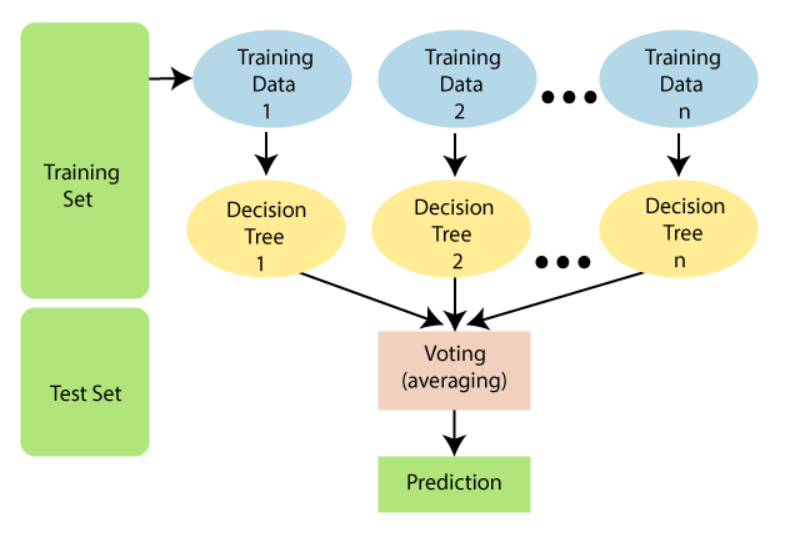 Training
Set
Training
Data
1
Training
Data
2
Training
Data
n
Decision
Tree
1
Decision
Tree
2
Decision
Tree
n
Test Set
Voting
(averaging)
Prediction